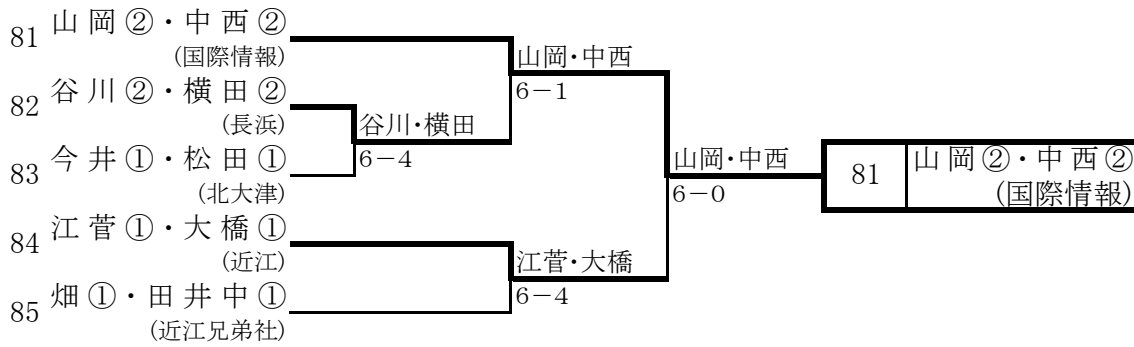 81 山岡②・中西②
(国際情報)
82 谷川②・横田②
(長浜)
83 今井①・松田①
(北大津)
84 江菅①・大橋①
(近江)
85 畑①・田井中①
(近江兄弟社)
谷川・横田
6-4
山岡・中西
6-1
江菅・大橋
6-4
山岡・中西
6-0
81 山岡②・中西②
(国際情報)